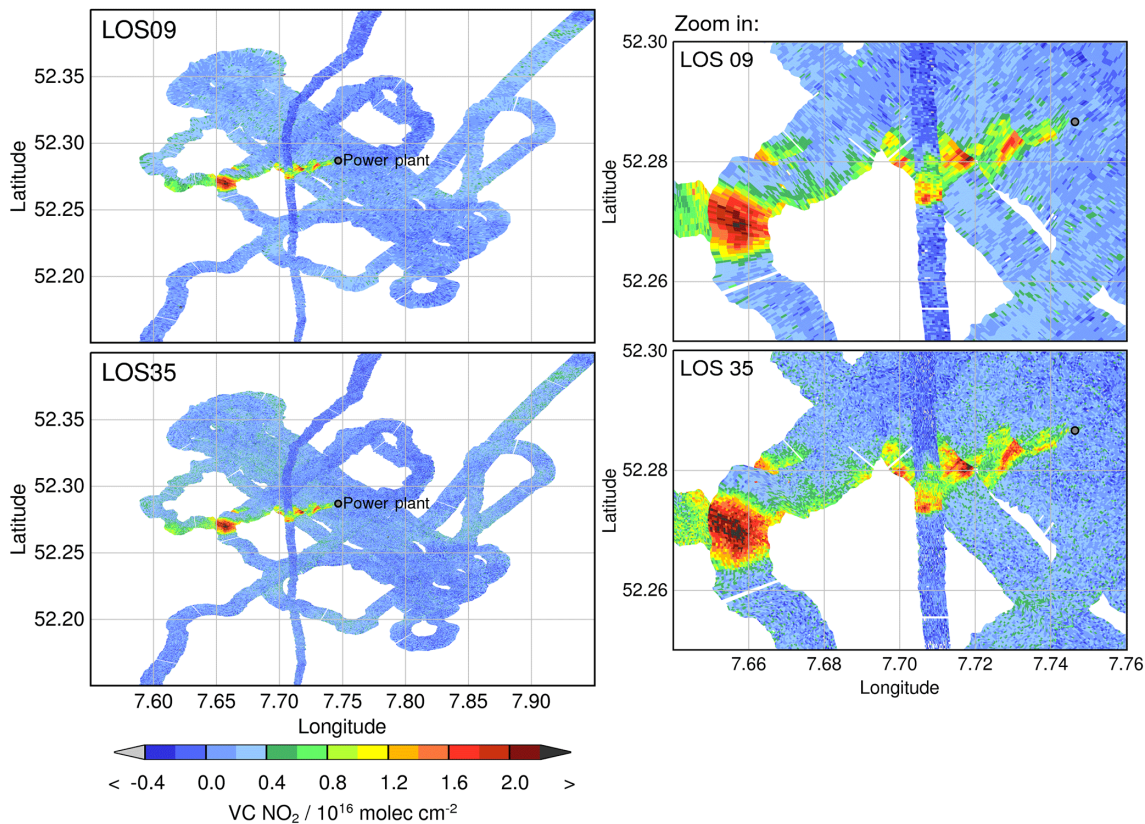 LOS09
52.35
52.30
52.25
52.20
Latitude
Power plant
LOS35
52.35
52.30
52.25
52.20
Latitude
Power plant
7.60 7.65 7.70 7.75 7.80 7.85 7.90
Longitude
< -0.4 0.0 0.4 0.8 1.2 1.6 2.0 >
VC NO₂ / 10¹⁶ molec cm⁻²
Zoom in:
LOS 09
52.30
52.28
52.26
Latitude
LOS 35
52.30
52.28
52.26
Latitude
7.66 7.68 7.70 7.72 7.74 7.76
Longitude